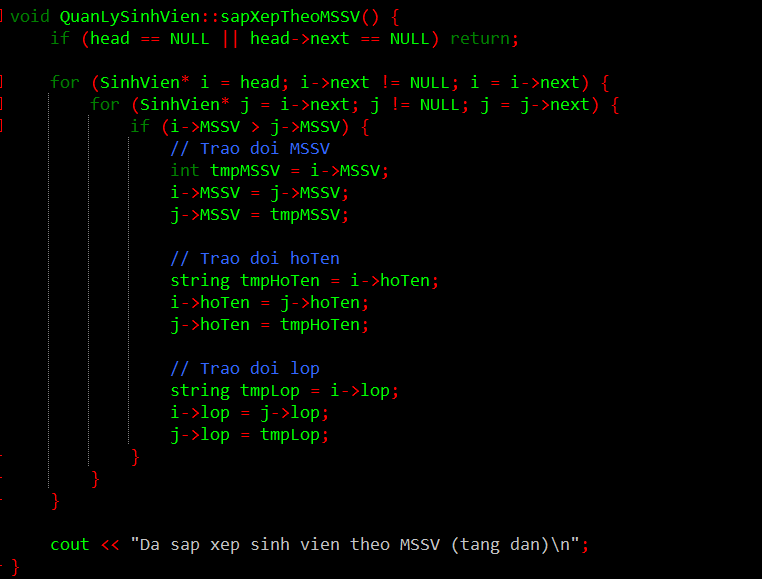 void QuanLySinhVien::sapXepTheoMSSV() {
    if (head == NULL || head->next == NULL) return;

    for (SinhVien* i = head; i->next != NULL; i = i->next) {
        for (SinhVien* j = i->next; j != NULL; j = j->next) {
            if (i->MSSV > j->MSSV) {
                // Trao doi MSSV
                int tmpMSSV = i->MSSV;
                i->MSSV = j->MSSV;
                j->MSSV = tmpMSSV;

                // Trao doi hoTen
                string tmpHoTen = i->hoTen;
                i->hoTen = j->hoTen;
                j->hoTen = tmpHoTen;

                // Trao doi lop
                string tmpLop = i->lop;
                i->lop = j->lop;
                j->lop = tmpLop;
            }
        }
    }

    cout << "Da sap xep sinh vien theo MSSV (tang dan)\n";
}